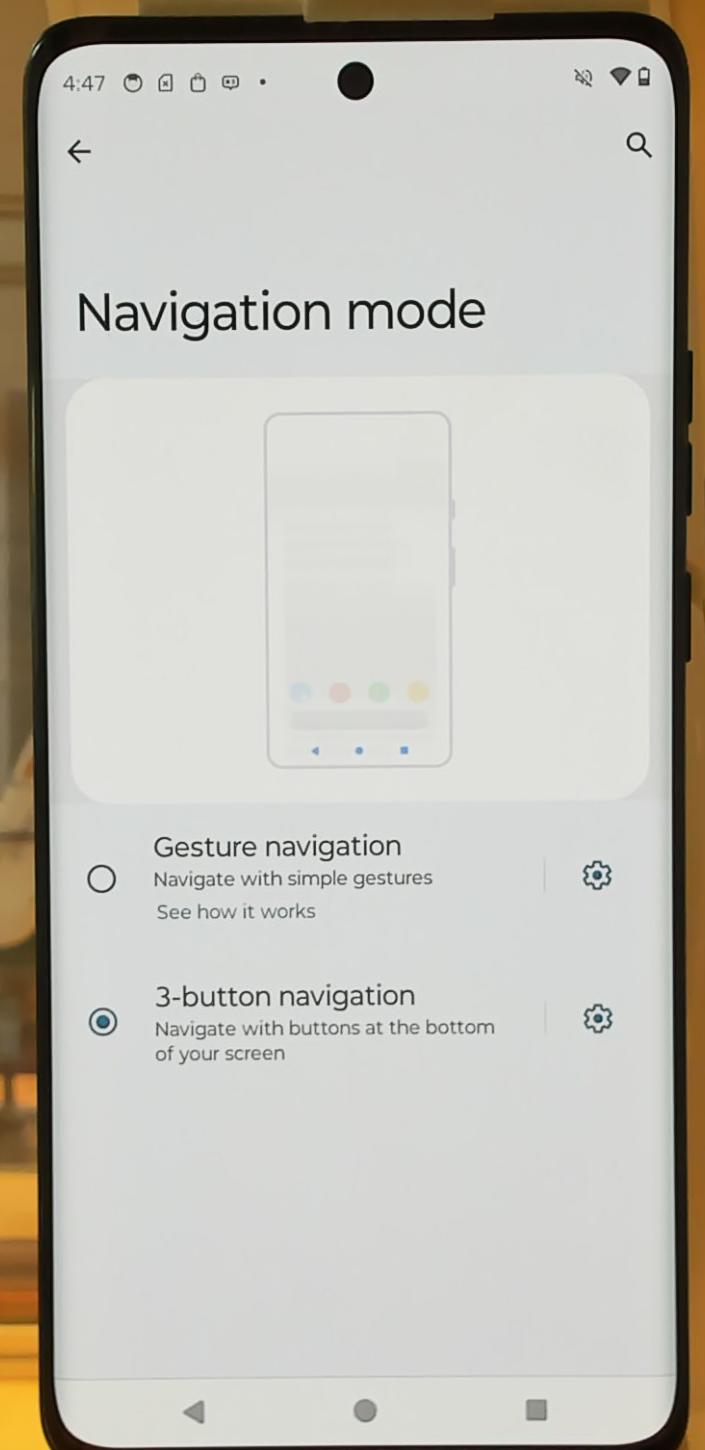 4:47
Navigation mode
Gesture navigation
Navigate with simple gestures
See how it works
3-button navigation
Navigate with buttons at the bottom
of your screen